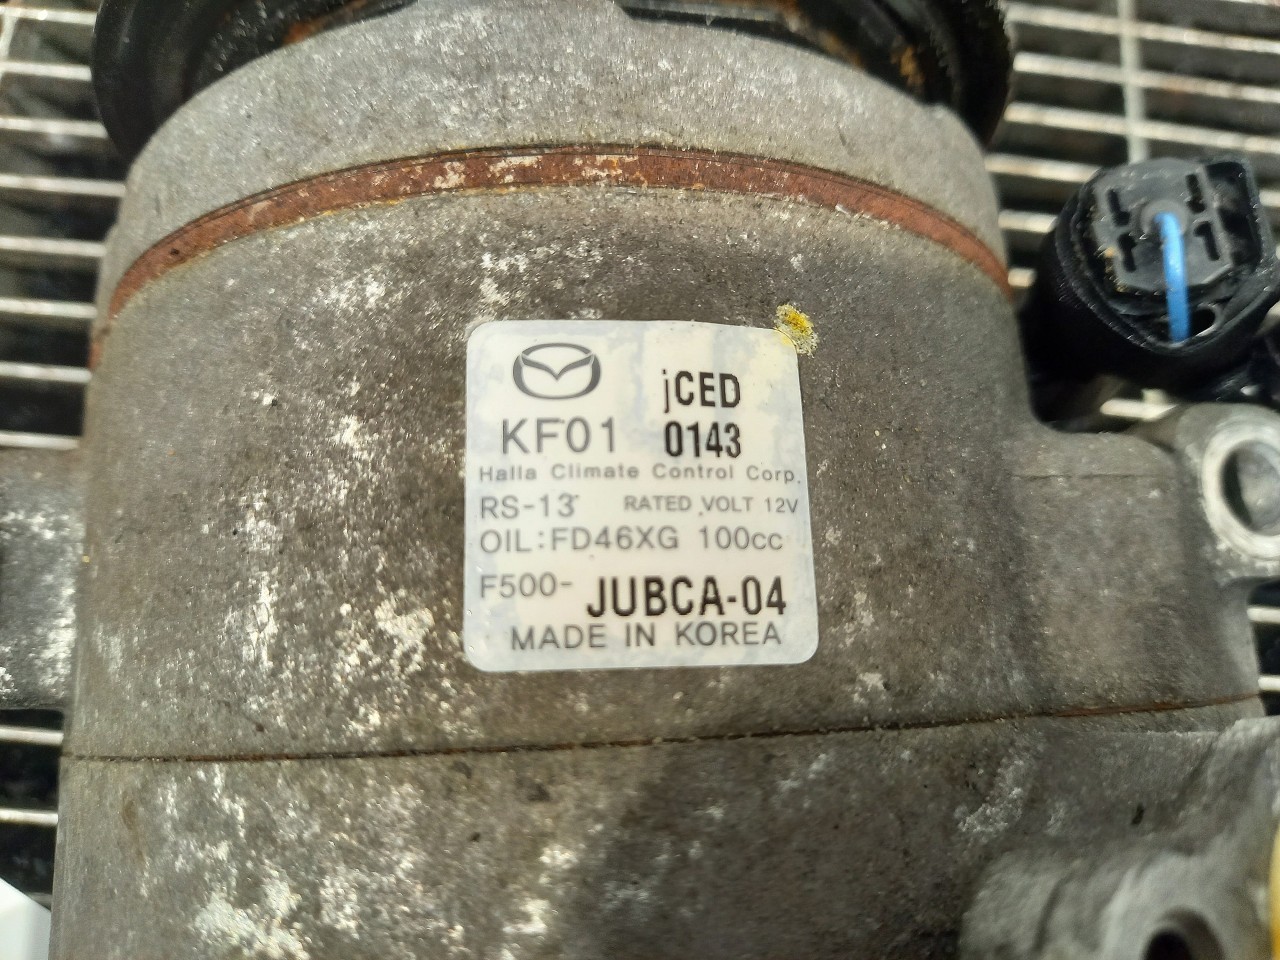 jCED
KF01 0143
Halla Climate Control Corp.
RS-13 RATED VOLT 12V
OIL:FD46XG 100cc
F500- JUBCA-04
MADE IN KOREA